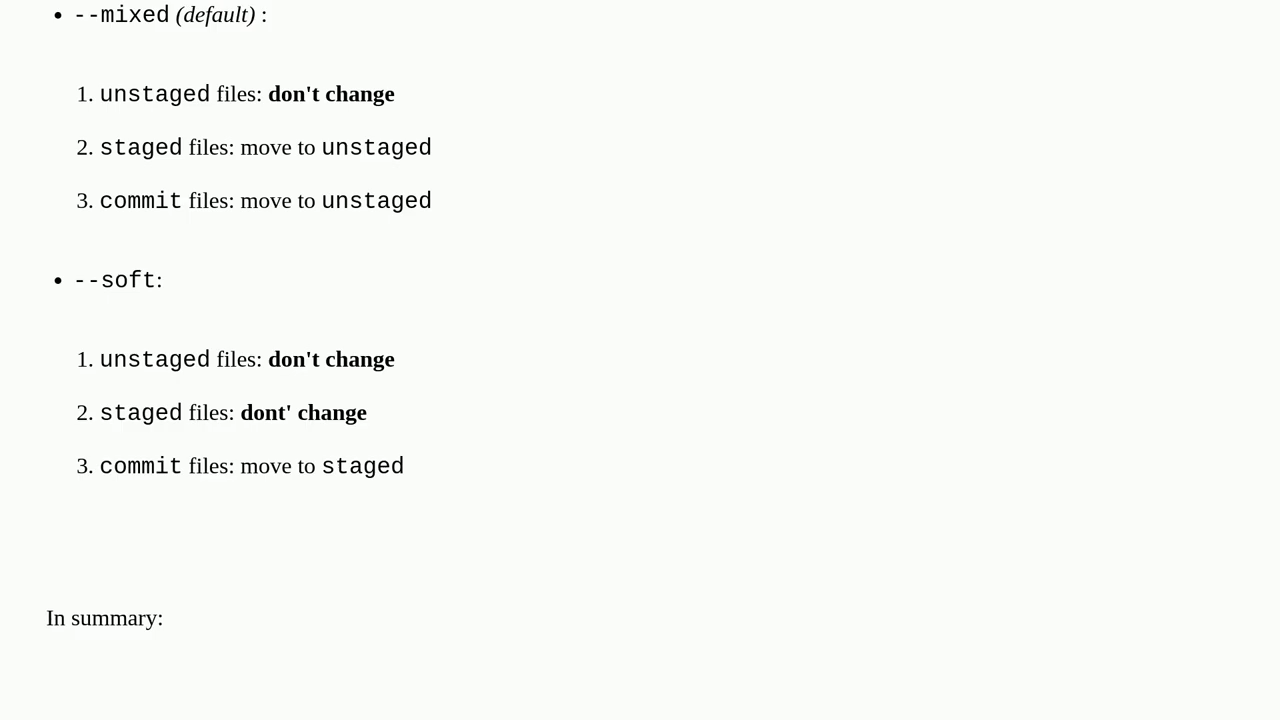 • --mixed (default) :
1. unstaged files: don't change
2. staged files: move to unstaged
3. commit files: move to unstaged
• --soft:
1. unstaged files: don't change
2. staged files: dont' change
3. commit files: move to staged
In summary: